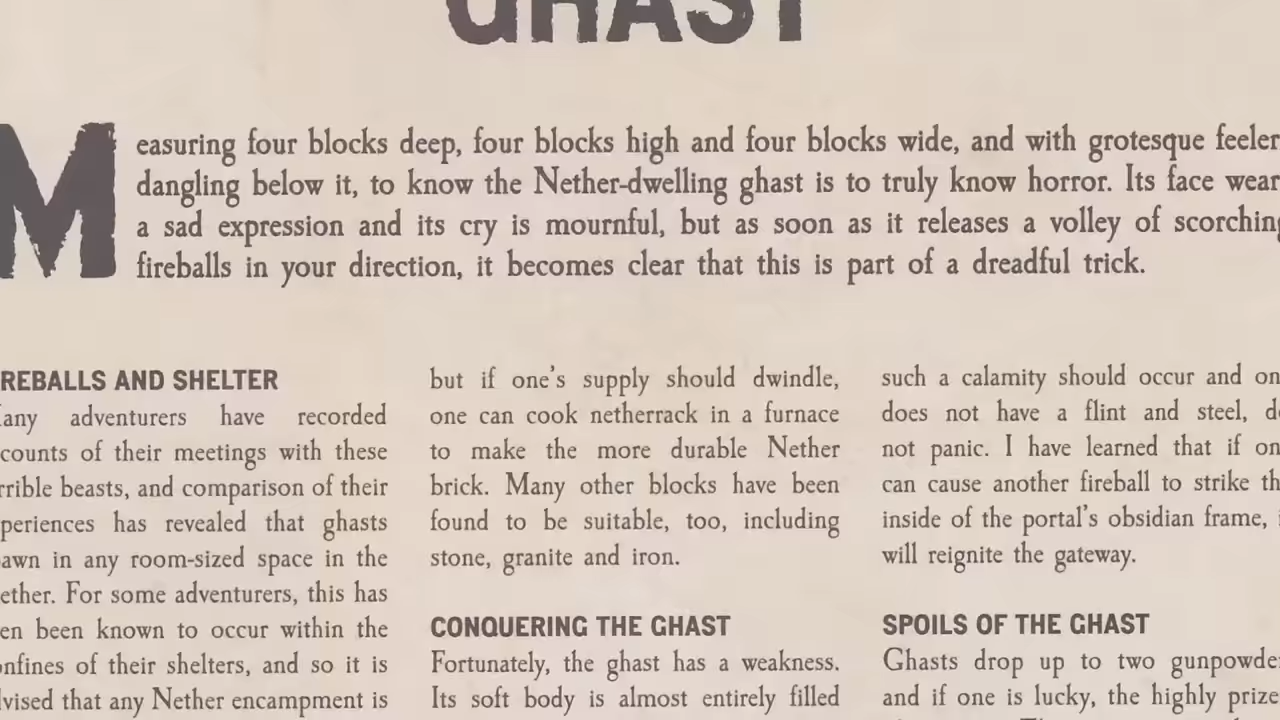 GHAST
Measuring four blocks deep, four blocks high and four blocks wide, and with grotesque feeler
dangling below it, to know the Nether-dwelling ghast is to truly know horror. Its face wear
a sad expression and its cry is mournful, but as soon as it releases a volley of scorching
fireballs in your direction, it becomes clear that this is part of a dreadful trick.
REBALLS AND SHELTER
any adventurers have recorded
counts of their meetings with these
rrible beasts, and comparison of their
periences has revealed that ghasts
awn in any room-sized space in the
ether. For some adventurers, this has
en been known to occur within the
nfines of their shelters, and so it is
vised that any Nether encampment is
but if one's supply should dwindle,
one can cook netherrack in a furnace
to make the more durable Nether
brick. Many other blocks have been
found to be suitable, too, including
stone, granite and iron.
CONQUERING THE GHAST
Fortunately, the ghast has a weakness.
Its soft body is almost entirely filled
such a calamity should occur and on
does not have a flint and steel, d
not panic. I have learned that if on
can cause another fireball to strike th
inside of the portal's obsidian frame, i
will reignite the gateway.
SPOILS OF THE GHAST
Ghasts drop up to two gunpowde
and if one is lucky, the highly prize